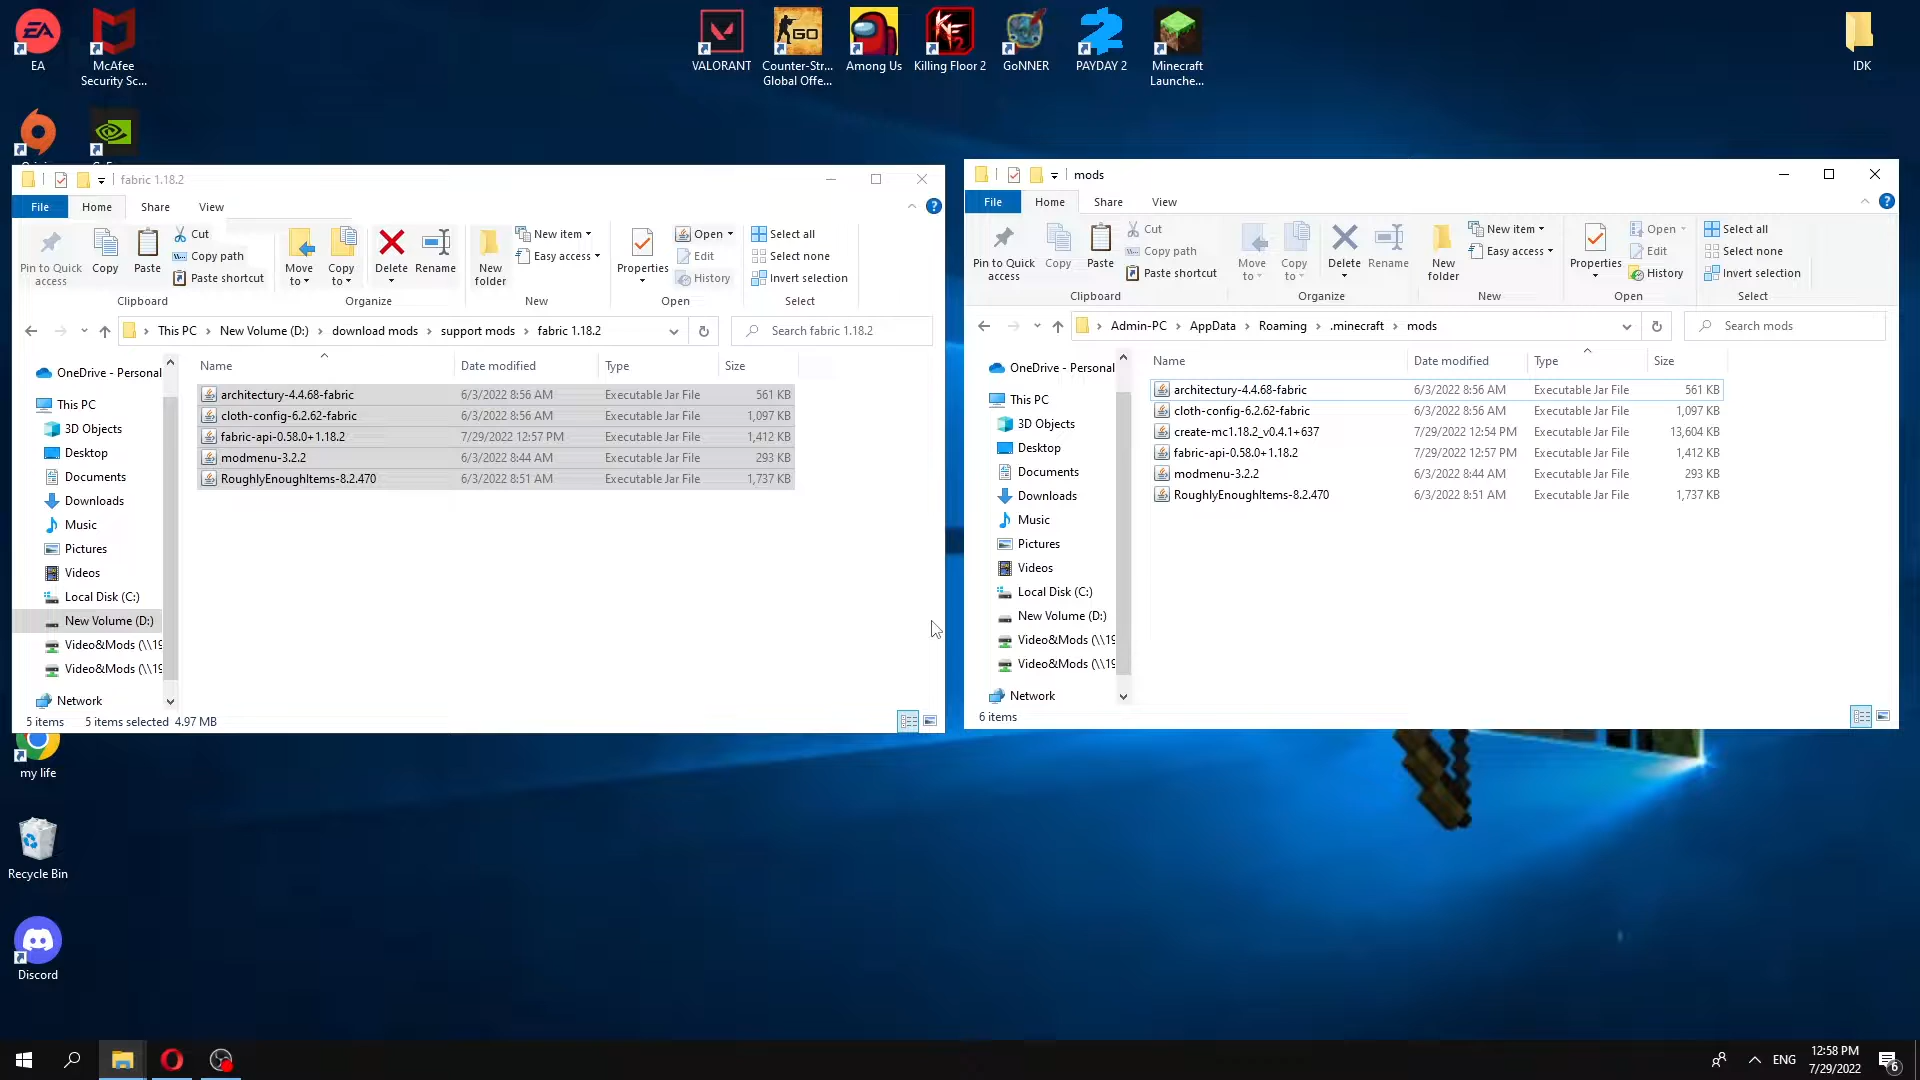 EA
McAfee
Security Sc...
VALORANT
GO
Counter-Str...
Global Offe...
Among Us
Killing Floor 2
GoNNER
PAYDAY 2
Minecraft
Launche...
IDK
fabric 1.18.2
File
Home
Share
View
Pin to Quick
access
Copy
Paste
Cut
Copy path
Paste shortcut
Clipboard
Move
to
Copy
to
Delete
Rename
Organize
New
folder
New item
Easy access
New
Properties
Open
Edit
History
Open
Select all
Select none
Invert selection
Select
This PC
New Volume (D:)
download mods
support mods
fabric 1.18.2
Search fabric 1.18.2
Name
Date modified
Type
Size
OneDrive - Personal
This PC
3D Objects
Desktop
Documents
Downloads
Music
Pictures
Videos
Local Disk (C:)
New Volume (D:)
Video&Mods (\\19
Video&Mods (\\19
Network
architectury-4.4.68-fabric 6/3/2022 8:56 AM Executable Jar File 561 KB
cloth-config-6.2.62-fabric 6/3/2022 8:56 AM Executable Jar File 1,097 KB
fabric-api-0.58.0+1.18.2 7/29/2022 12:57 PM Executable Jar File 1,412 KB
modmenu-3.2.2 6/3/2022 8:44 AM Executable Jar File 293 KB
RoughlyEnoughItems-8.2.470 6/3/2022 8:51 AM Executable Jar File 1,737 KB
5 items 5 items selected 4.97 MB
mods
File
Home
Share
View
Pin to Quick
access
Copy
Paste
Cut
Copy path
Paste shortcut
Clipboard
Move
to
Copy
to
Delete
Rename
Organize
New
folder
New item
Easy access
New
Properties
Open
Edit
History
Open
Select all
Select none
Invert selection
Select
Admin-PC
AppData
Roaming
.minecraft
mods
Search mods
Name
Date modified
Type
Size
OneDrive - Personal
This PC
3D Objects
Desktop
Documents
Downloads
Music
Pictures
Videos
Local Disk (C:)
New Volume (D:)
Video&Mods (\\19
Video&Mods (\\19
Network
architectury-4.4.68-fabric 6/3/2022 8:56 AM Executable Jar File 561 KB
cloth-config-6.2.62-fabric 6/3/2022 8:56 AM Executable Jar File 1,097 KB
create-mc1.18.2_v0.4.1+637 7/29/2022 12:54 PM Executable Jar File 13,604 KB
fabric-api-0.58.0+1.18.2 7/29/2022 12:57 PM Executable Jar File 1,412 KB
modmenu-3.2.2 6/3/2022 8:44 AM Executable Jar File 293 KB
RoughlyEnoughItems-8.2.470 6/3/2022 8:51 AM Executable Jar File 1,737 KB
6 items
my life
Recycle Bin
Discord
ENG
12:58 PM
7/29/2022
6